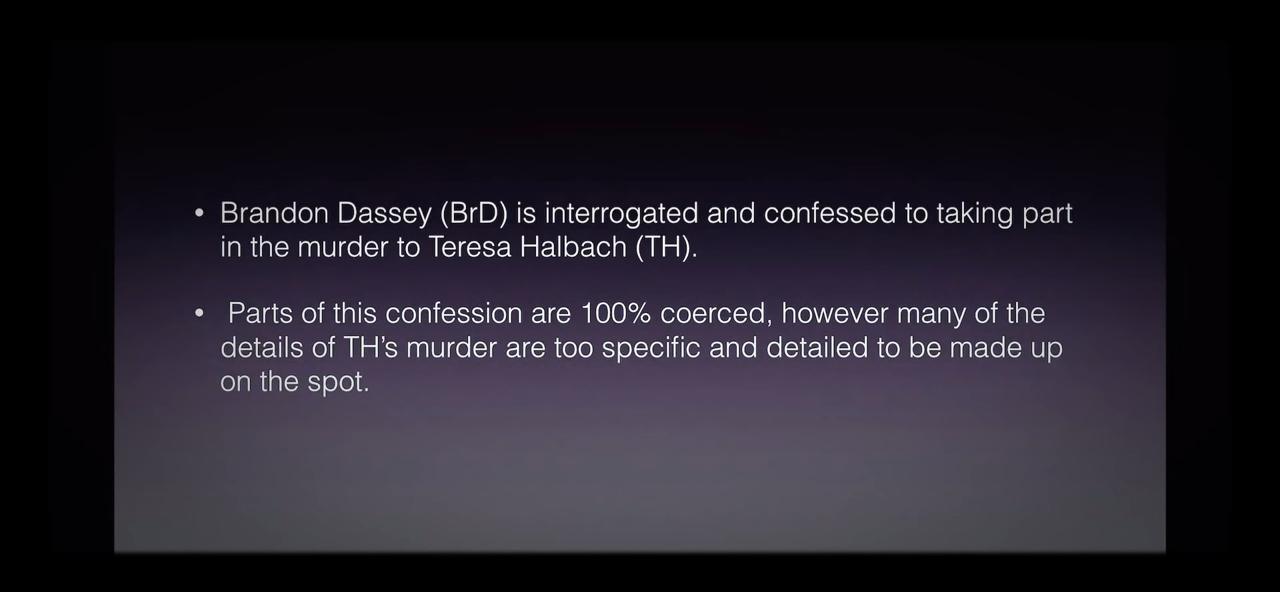 • Brandon Dassey (BrD) is interrogated and confessed to taking part
in the murder to Teresa Halbach (TH).
• Parts of this confession are 100% coerced, however many of the
details of TH’s murder are too specific and detailed to be made up
on the spot.